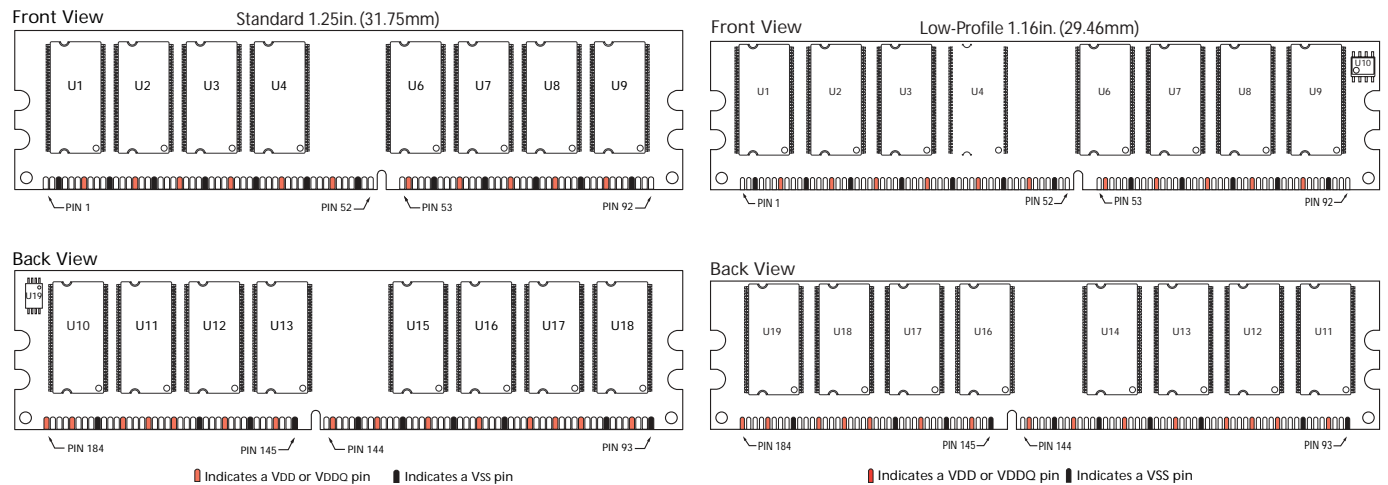 Front View
Standard 1.25in. (31.75mm)
U1 U2 U3 U4 U6 U7 U8 U9
PIN 1 PIN 52 PIN 53 PIN 92
Back View
U19 U10 U11 U12 U13 U15 U16 U17 U18
PIN 184 PIN 145 PIN 144 PIN 93
Indicates a VDD or VDDQ pin Indicates a VSS pin
Front View
Low-Profile 1.16in. (29.46mm)
U1 U2 U3 U4 U6 U7 U8 U9 U10
PIN 1 PIN 52 PIN 53 PIN 92
Back View
U19 U18 U17 U16 U14 U13 U12 U11
PIN 184 PIN 145 PIN 144 PIN 93
Indicates a VDD or VDDQ pin Indicates a VSS pin